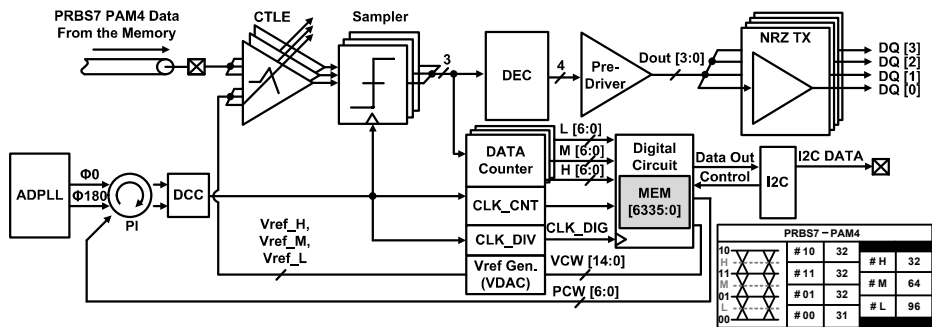 PRBS7 PAM4 Data
From the Memory
CTLE
Sampler
3
DEC
4
Pre-
Driver
Dout [3:0]
NRZ TX
DQ [3]
DQ [2]
DQ [1]
DQ [0]
ADPLL
Φ0
Φ180
PI
DCC
DATA
Counter
CLK_CNT
CLK_DIV
Vref Gen.
(VDAC)
L [6:0]
M [6:0]
H [6:0]
CLK_DIG
VCW [14:0]
PCW [6:0]
Vref_H,
Vref_M,
Vref_L
Digital
Circuit
MEM
[6335:0]
Data Out
Control
I2C
I2C DATA
PRBS7-PAM4
10
H
11
M
01
L
00
#10 32
#11 32
#01 32
#00 31
#H 32
#M 64
#L 96